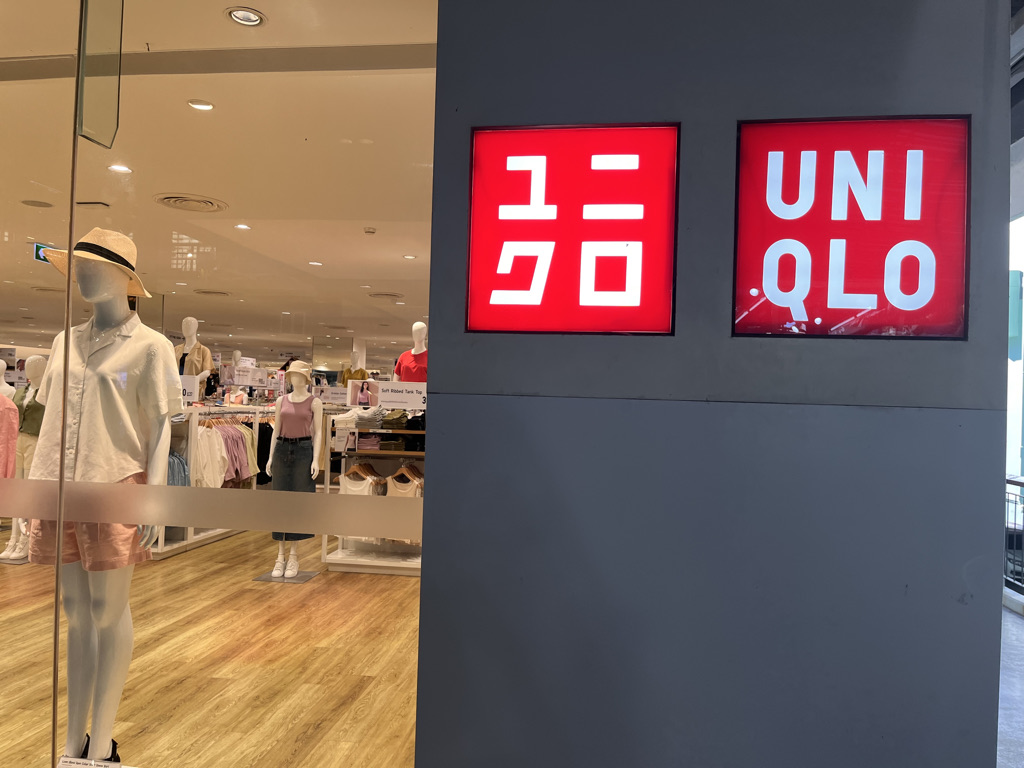 ユニ
クロ
UNI
QLO
Soft Ribbed Tank Top